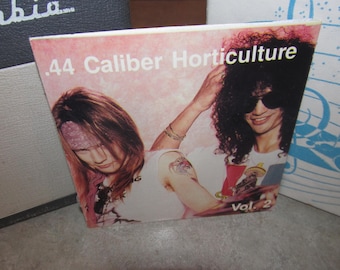 .44 Caliber Horticulture
Vol. 2